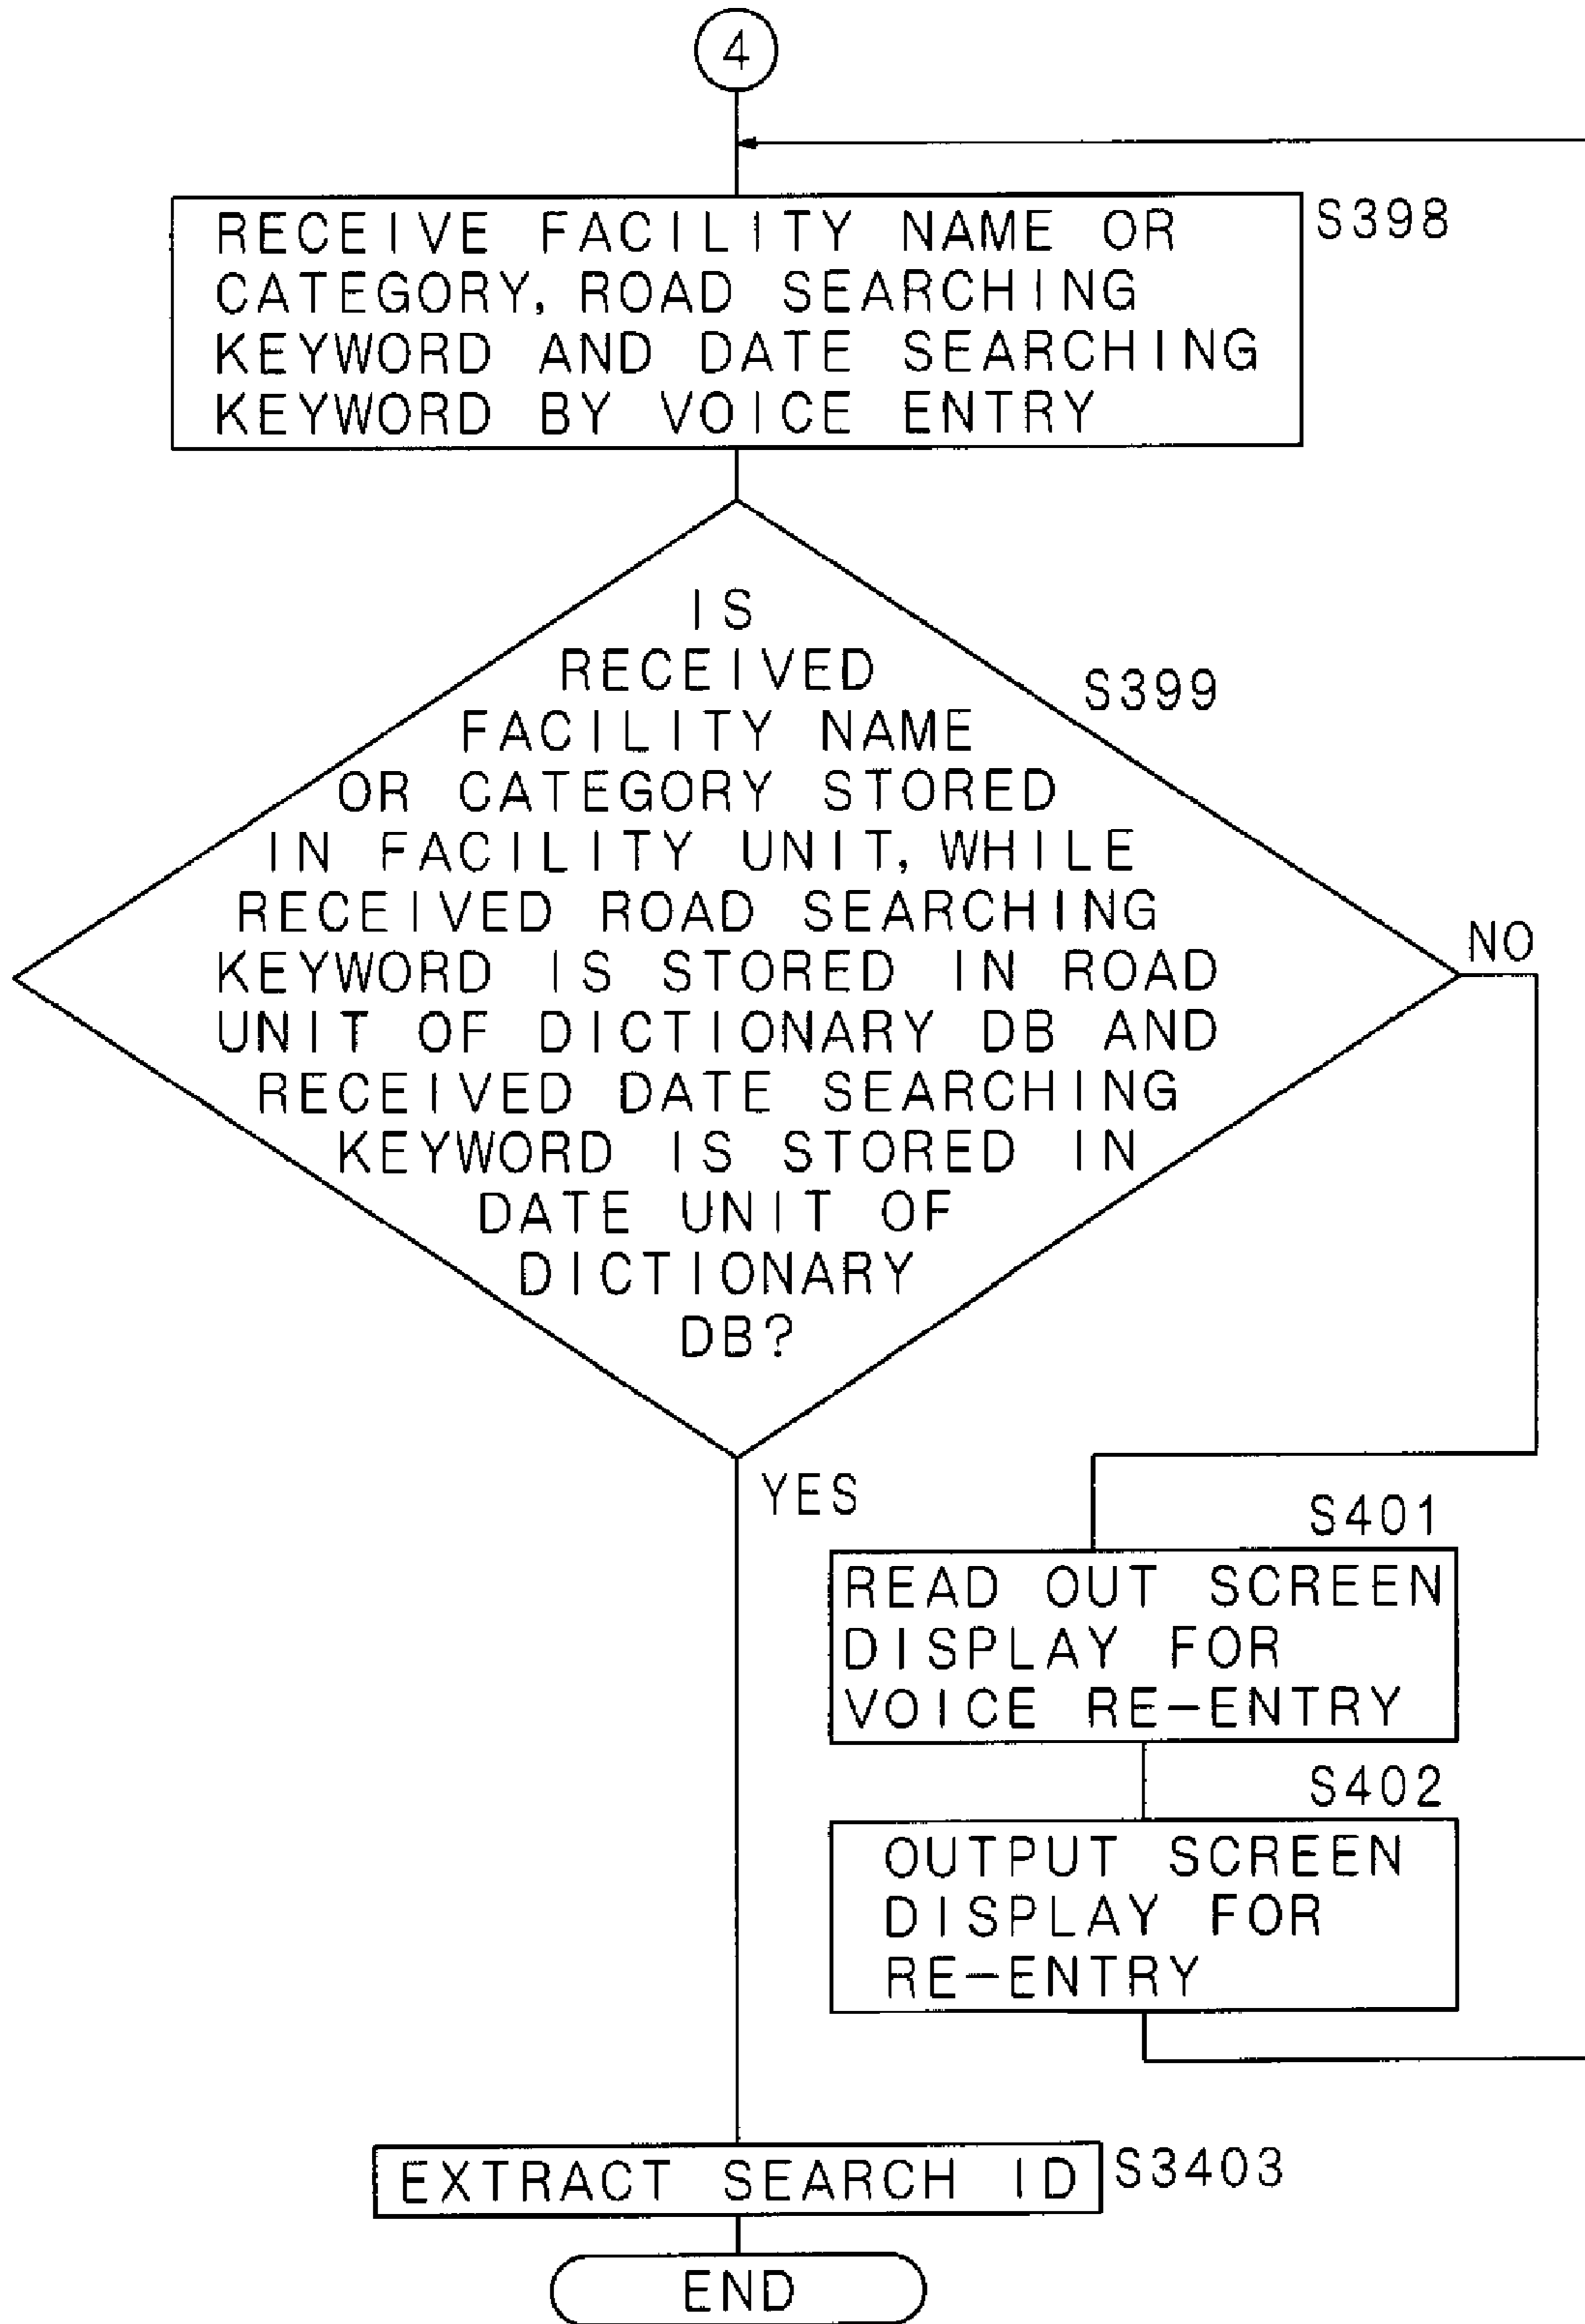 4
RECEIVE FACILITY NAME OR
CATEGORY, ROAD SEARCHING
KEYWORD AND DATE SEARCHING
KEYWORD BY VOICE ENTRY
S398
IS
RECEIVED
FACILITY NAME
OR CATEGORY STORED
IN FACILITY UNIT, WHILE
RECEIVED ROAD SEARCHING
KEYWORD IS STORED IN ROAD
UNIT OF DICTIONARY DB AND
RECEIVED DATE SEARCHING
KEYWORD IS STORED IN
DATE UNIT OF
DICTIONARY
DB?
S399
NO
YES
S401
READ OUT SCREEN
DISPLAY FOR
VOICE RE-ENTRY
S402
OUTPUT SCREEN
DISPLAY FOR
RE-ENTRY
EXTRACT SEARCH ID
S3403
END